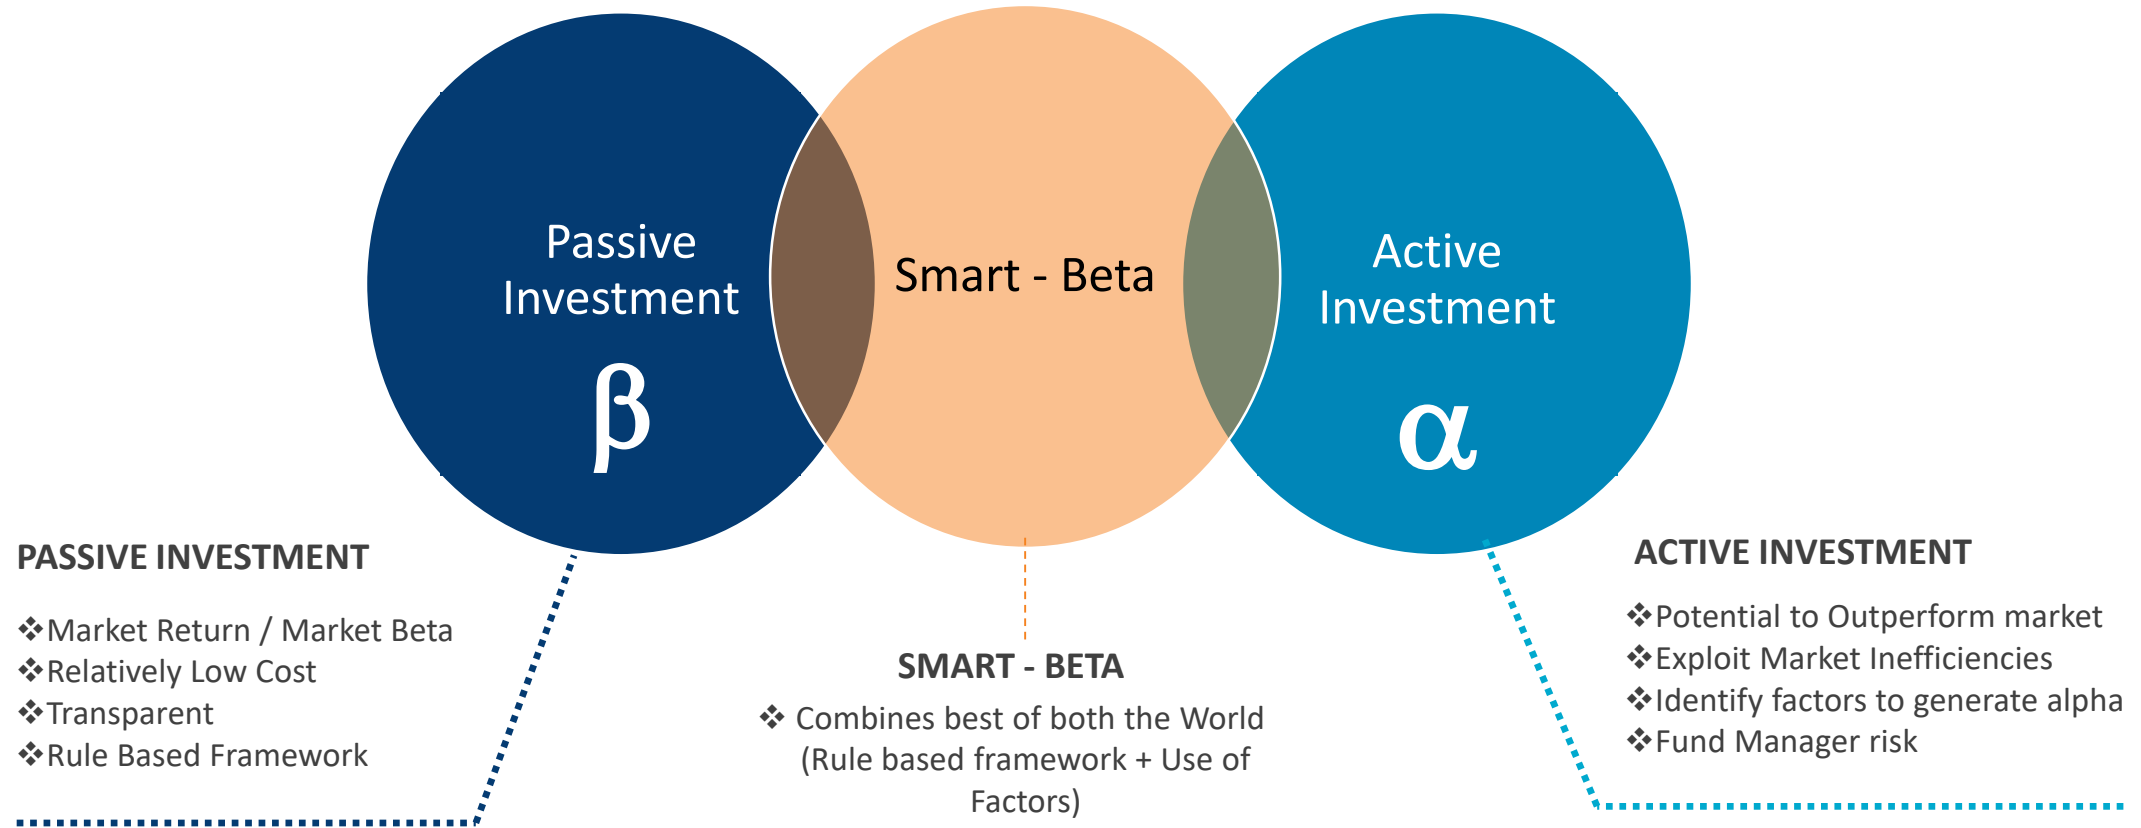 Passive
Investment
β
Smart - Beta
Active
Investment
α
PASSIVE INVESTMENT
❖Market Return / Market Beta
❖Relatively Low Cost
❖Transparent
❖Rule Based Framework
SMART - BETA
❖ Combines best of both the World
(Rule based framework + Use of
Factors)
ACTIVE INVESTMENT
❖Potential to Outperform market
❖Exploit Market Inefficiencies
❖Identify factors to generate alpha
❖Fund Manager risk